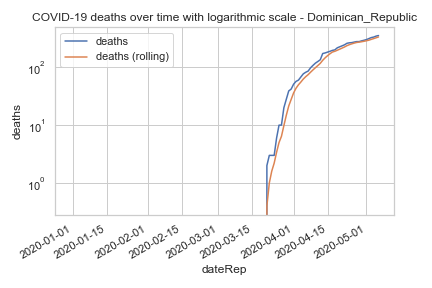 COVID-19 deaths over time with logarithmic scale - Dominican_Republic
deaths
deaths (rolling)
deaths
10²
10¹
10⁰
2020-01-01
2020-01-15
2020-02-01
2020-02-15
2020-03-01
2020-03-15
2020-04-01
2020-04-15
2020-05-01
dateRep